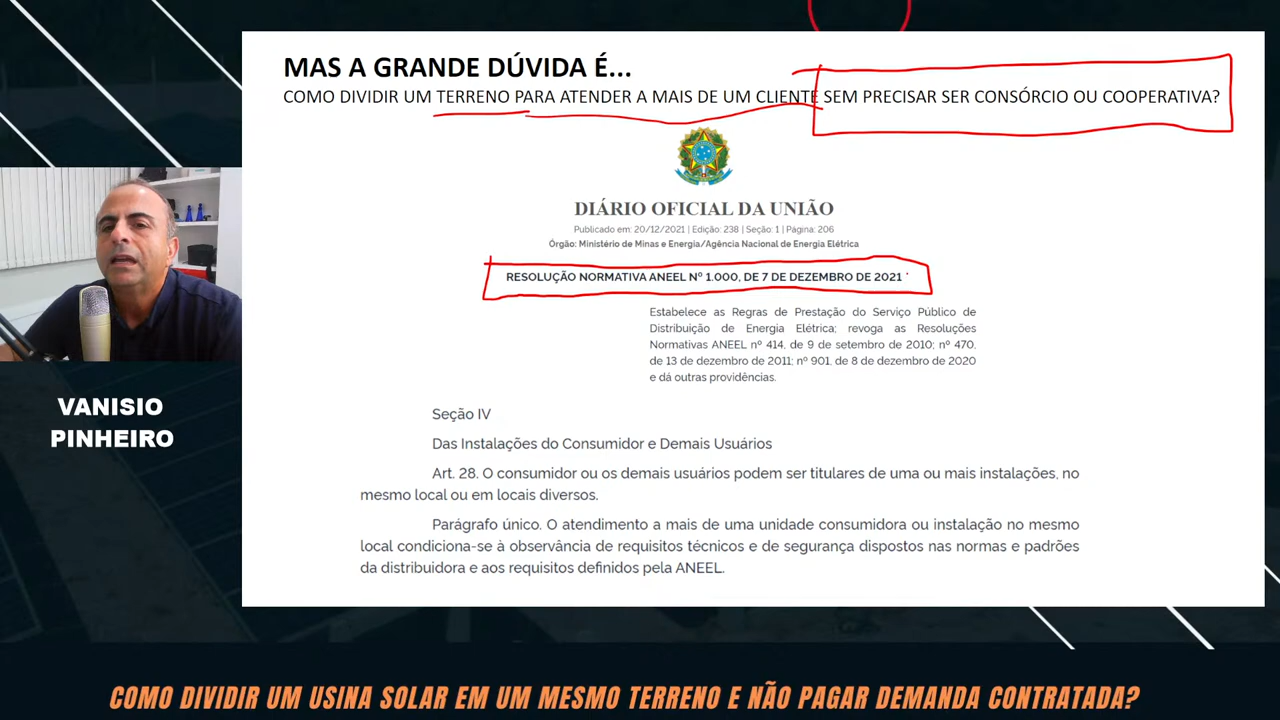 MAS A GRANDE DÚVIDA É...
COMO DIVIDIR UM TERRENO PARA ATENDER A MAIS DE UM CLIENTE SEM PRECISAR SER CONSÓRCIO OU COOPERATIVA?
DIÁRIO OFICIAL DA UNIÃO
Publicado em: 20/12/2021 | Edição: 238 | Seção: 1 | Página: 206
Órgão: Ministério de Minas e Energia/Agência Nacional de Energia Elétrica
RESOLUÇÃO NORMATIVA ANEEL Nº 1.000, DE 7 DE DEZEMBRO DE 2021
Estabelece as Regras de Prestação do Serviço Público de
Distribuição de Energia Elétrica; revoga as Resoluções
Normativas ANEEL nº 414, de 9 de setembro de 2010; nº 470,
de 13 de dezembro de 2011; nº 901, de 8 de dezembro de 2020
e dá outras providências.
Seção IV
Das Instalações do Consumidor e Demais Usuários
Art. 28. O consumidor ou os demais usuários podem ser titulares de uma ou mais instalações, no
mesmo local ou em locais diversos.
Parágrafo único. O atendimento a mais de uma unidade consumidora ou instalação no mesmo
local condiciona-se à observância de requisitos técnicos e de segurança dispostos nas normas e padrões
da distribuidora e aos requisitos definidos pela ANEEL.
VANISIO
PINHEIRO
COMO DIVIDIR UM USINA SOLAR EM UM MESMO TERRENO E NÃO PAGAR DEMANDA CONTRATADA?